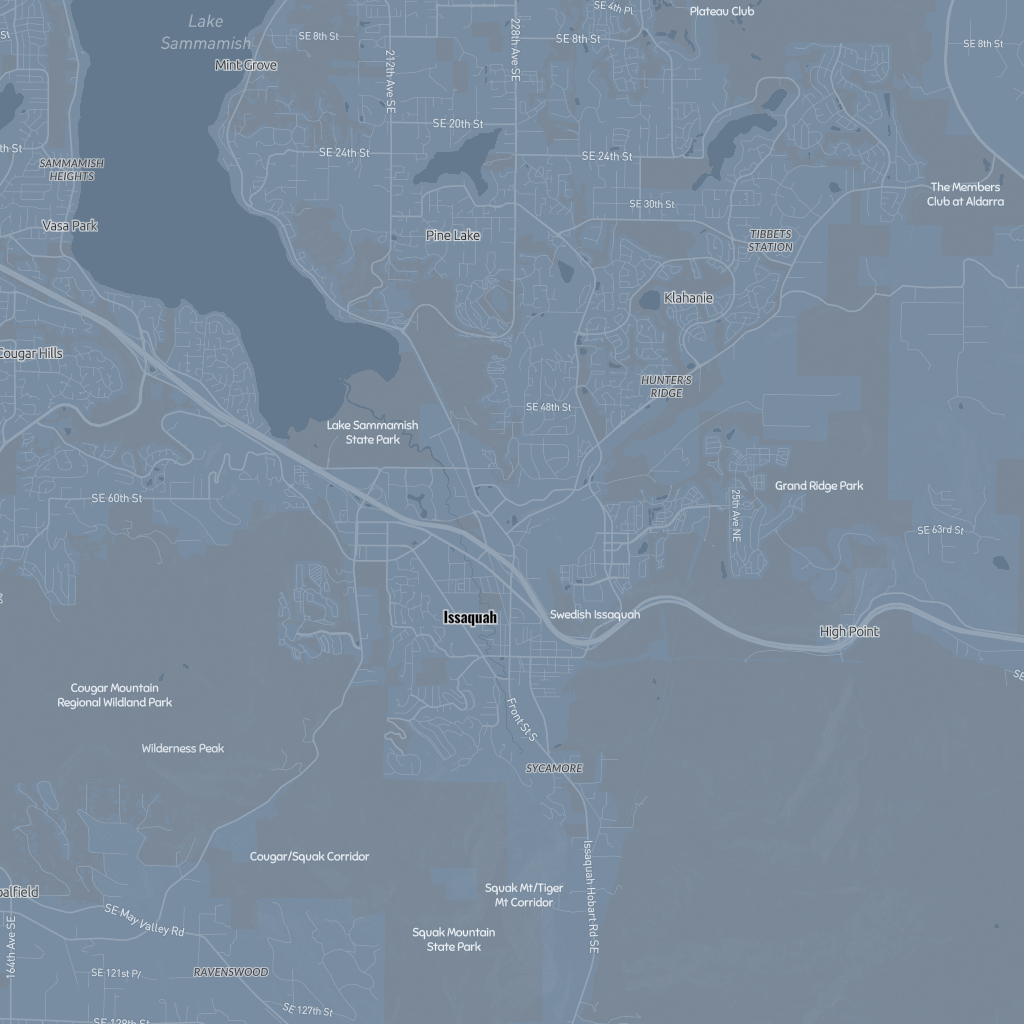 Lake
Sammamish
SE 4th Pl
Plateau Club
SE 8th St
SE 8th St
SE 8th St
228th Ave SE
212th Ave SE
Mint Grove
SE 20th St
SE 24th St
SE 24th St
SAMMAMISH
HEIGHTS
The Members
Club at Aldarra
SE 30th St
Vasa Park
Pine Lake
TIBBETS
STATION
Klahanie
Cougar Hills
HUNTER'S
RIDGE
SE 48th St
Lake Sammamish
State Park
Grand Ridge Park
SE 60th St
25th Ave NE
SE 63rd St
Issaquah
Swedish Issaquah
High Point
SE
Cougar Mountain
Regional Wildland Park
Front St S
Wilderness Peak
SYCAMORE
Cougar/Squak Corridor
Issaquah Hobart Rd SE
Squak Mt/Tiger
Mt Corridor
oalfield
SE May Valley Rd
Squak Mountain
State Park
164th Ave SE
SE 121st Pl
RAVENSWOOD
SE 127th St
SE 128th St